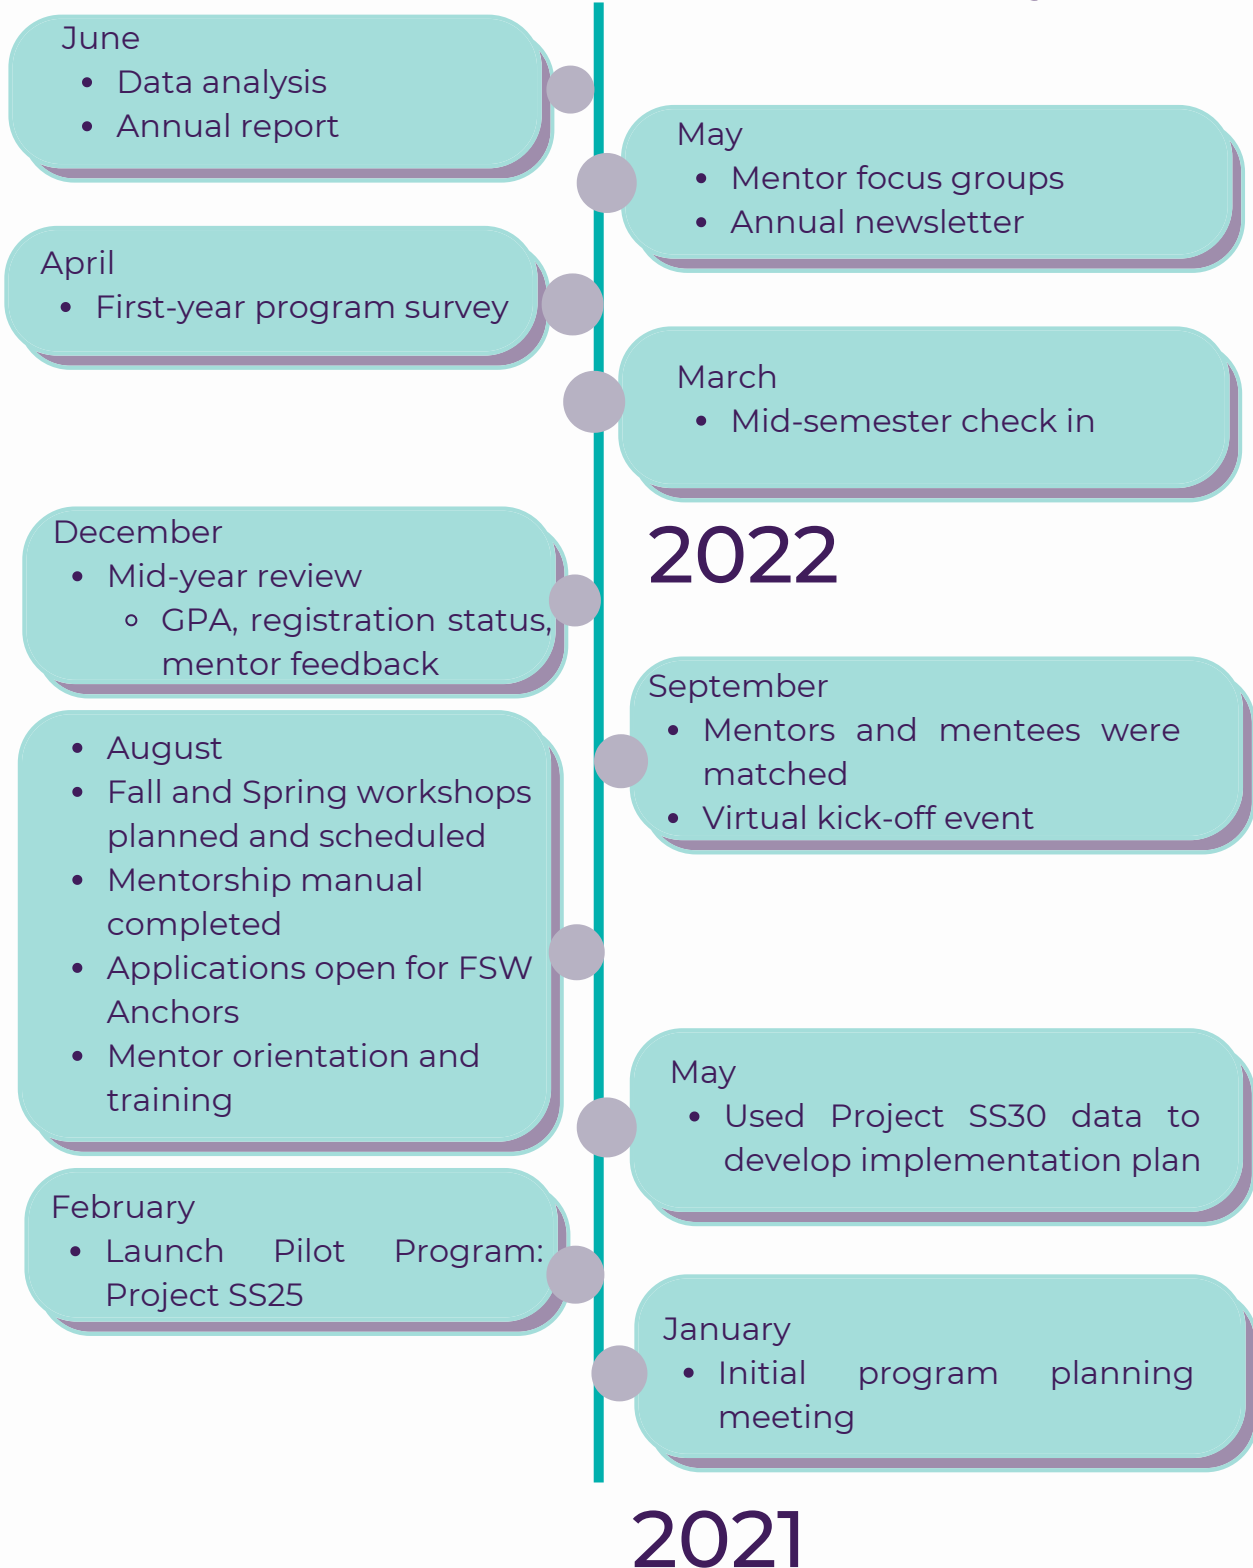 June
• Data analysis
• Annual report
May
• Mentor focus groups
• Annual newsletter
April
• First-year program survey
March
• Mid-semester check in
2022
December
• Mid-year review
◦ GPA, registration status,
mentor feedback
September
• Mentors and mentees were
matched
• Virtual kick-off event
• August
• Fall and Spring workshops
planned and scheduled
• Mentorship manual
completed
• Applications open for FSW
Anchors
• Mentor orientation and
training
May
• Used Project SS30 data to
develop implementation plan
February
• Launch Pilot Program:
Project SS25
January
• Initial program planning
meeting
2021